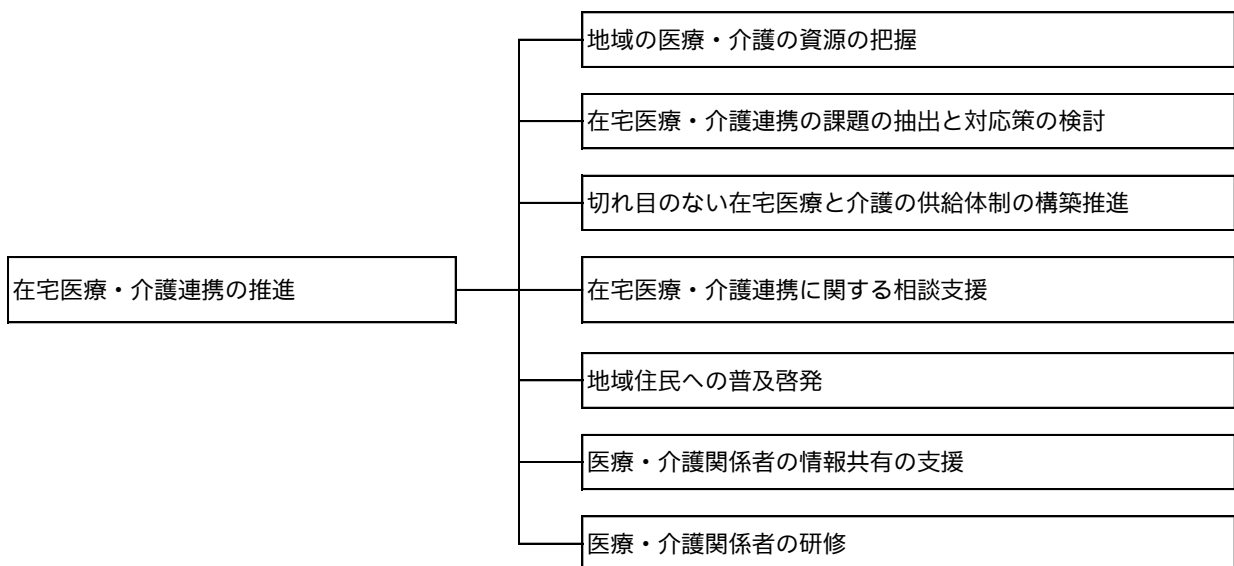 地域の医療・介護の資源の把握
在宅医療・介護連携の課題の抽出と対応策の検討
切れ目のない在宅医療と介護の供給体制の構築推進
在宅医療・介護連携の推進
在宅医療・介護連携に関する相談支援
地域住民への普及啓発
医療・介護関係者の情報共有の支援
医療・介護関係者の研修